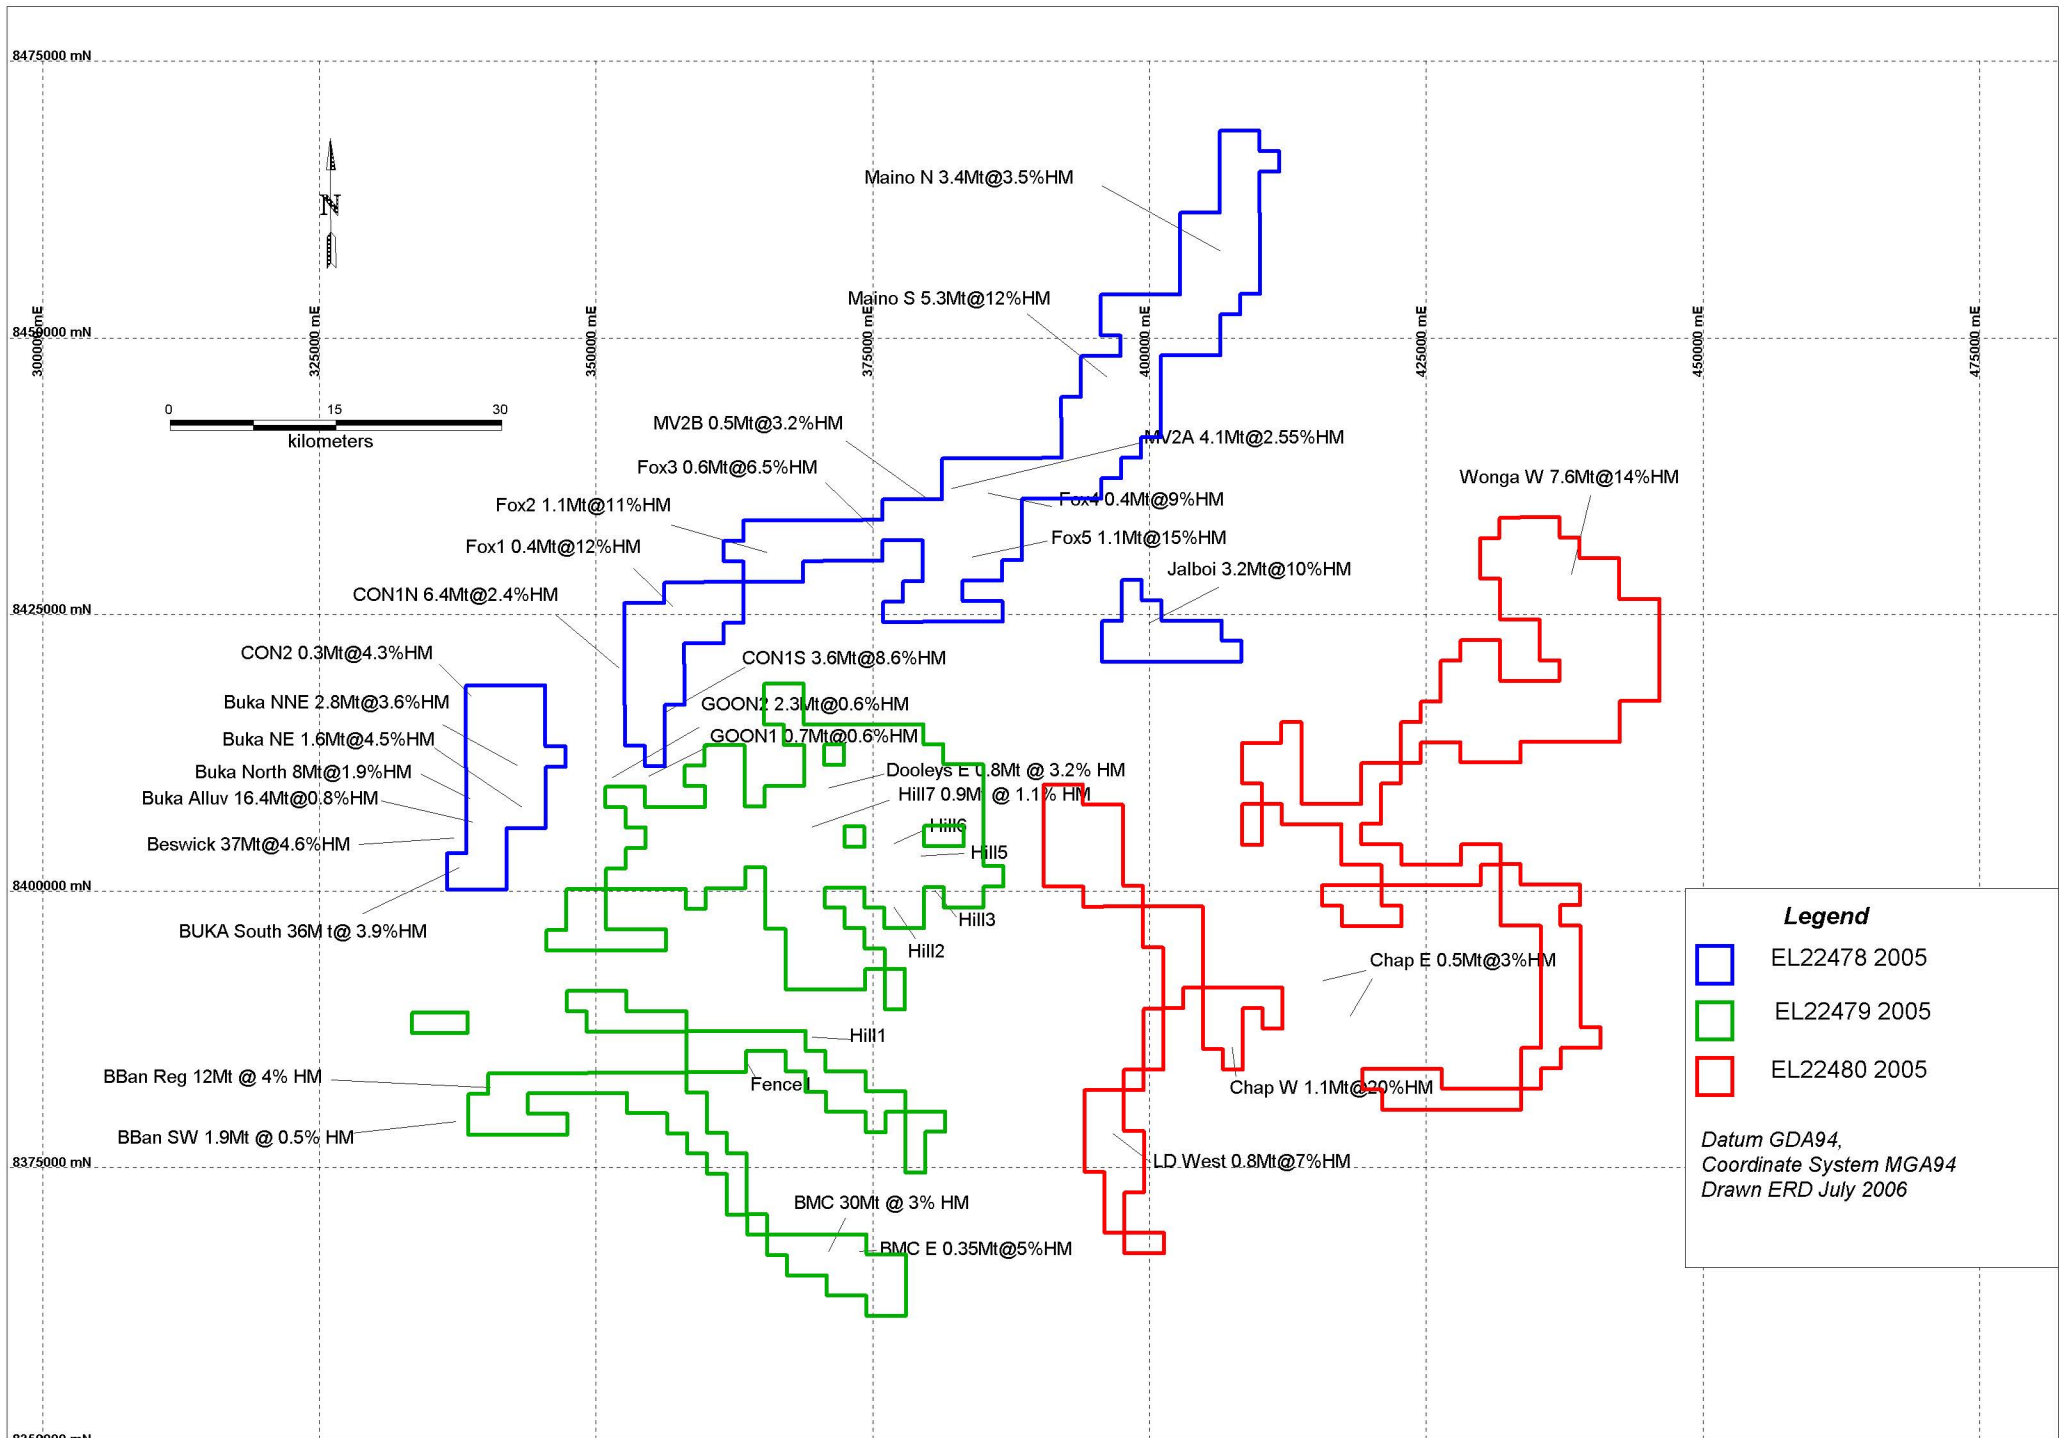 8475000 mN
Maino N 3.4Mt@3.5%HM
N
Maino S 5.3Mt@12%HM
8450000 mN
300000 mE
325000 mE
350000 mE
375000 mE
400000 mE
425000 mE
450000 mE
475000 mE
0 15 30
kilometers
MV2B 0.5Mt@3.2%HM
MV2A 4.1Mt@2.55%HM
Fox3 0.6Mt@6.5%HM
Wonga W 7.6Mt@14%HM
Fox2 1.1Mt@11%HM
Fox4 0.4Mt@9%HM
Fox1 0.4Mt@12%HM
Fox5 1.1Mt@15%HM
Jalboi 3.2Mt@10%HM
CON1N 6.4Mt@2.4%HM
8425000 mN
CON2 0.3Mt@4.3%HM
CON1S 3.6Mt@8.6%HM
Buka NNE 2.8Mt@3.6%HM
GOON2 2.3Mt@0.6%HM
Buka NE 1.6Mt@4.5%HM
GOON1 0.7Mt@0.6%HM
Buka North 8Mt@1.9%HM
Dooleys E 0.8Mt @ 3.2% HM
Buka Alluv 16.4Mt@0.8%HM
Hill7 0.9Mt @ 1.1% HM
Hill6
Beswick 37Mt@4.6%HM
Hill5
8400000 mN
Hill3
BUKA South 36M t@ 3.9%HM
Hill2
Chap E 0.5Mt@3%HM
Hill1
BBan Reg 12Mt @ 4% HM
Fence1
Chap W 1.1Mt@20%HM
BBan SW 1.9Mt @ 0.5% HM
8375000 mN
LD West 0.8Mt@7%HM
BMC 30Mt @ 3% HM
BMC E 0.35Mt@5%HM
Legend
EL22478 2005
EL22479 2005
EL22480 2005
Datum GDA94,
Coordinate System MGA94
Drawn ERD July 2006
8350000 mN